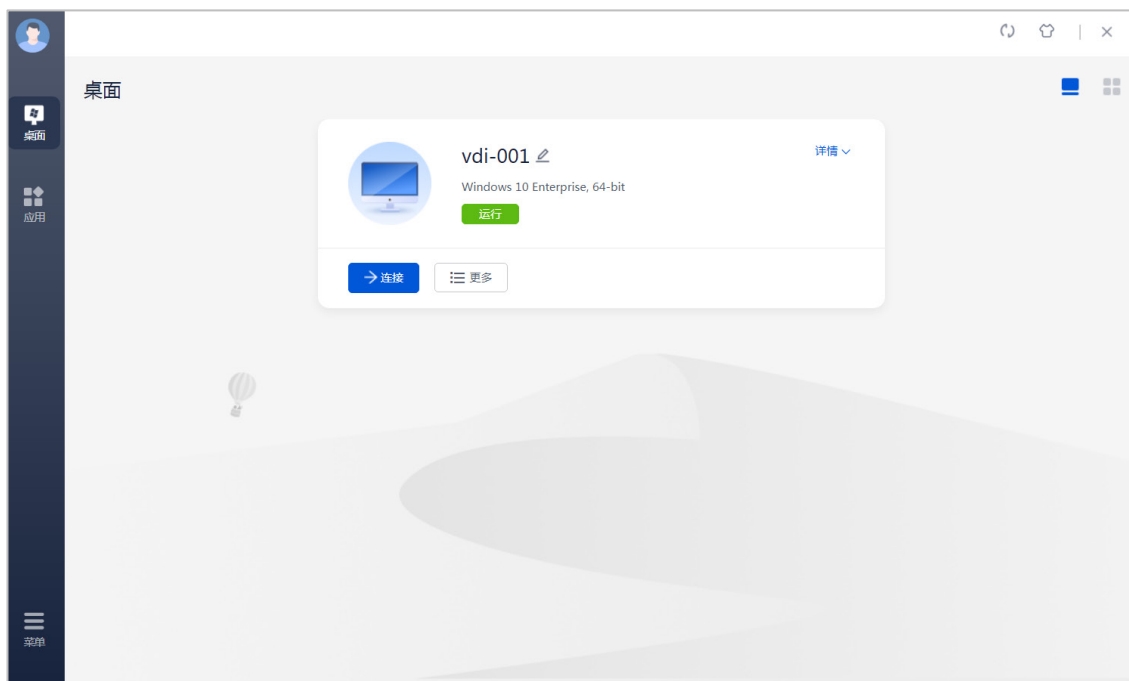 桌面
桌面
vdi-001
详情
Windows 10 Enterprise, 64-bit
运行
应用
连接
更多
菜单